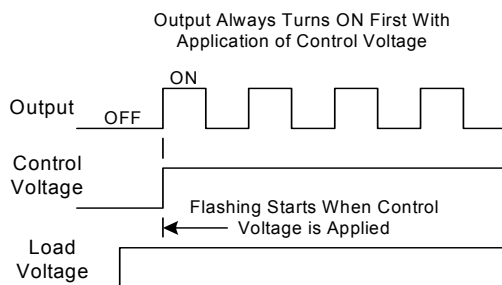 Output Always Turns ON First With
Application of Control Voltage
ON
Output
OFF
Control
Voltage
Flashing Starts When Control
Voltage is Applied
Load
Voltage